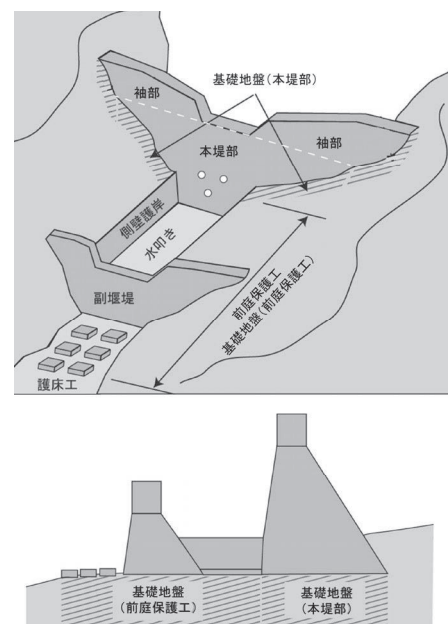 基礎地盤(本堤部)
袖部
袖部
本堤部
側壁護岸
水叩き
前庭保護工
基礎地盤(前庭保護工)
副堰堤
護床工
基礎地盤
(前庭保護工)
基礎地盤
(本堤部)